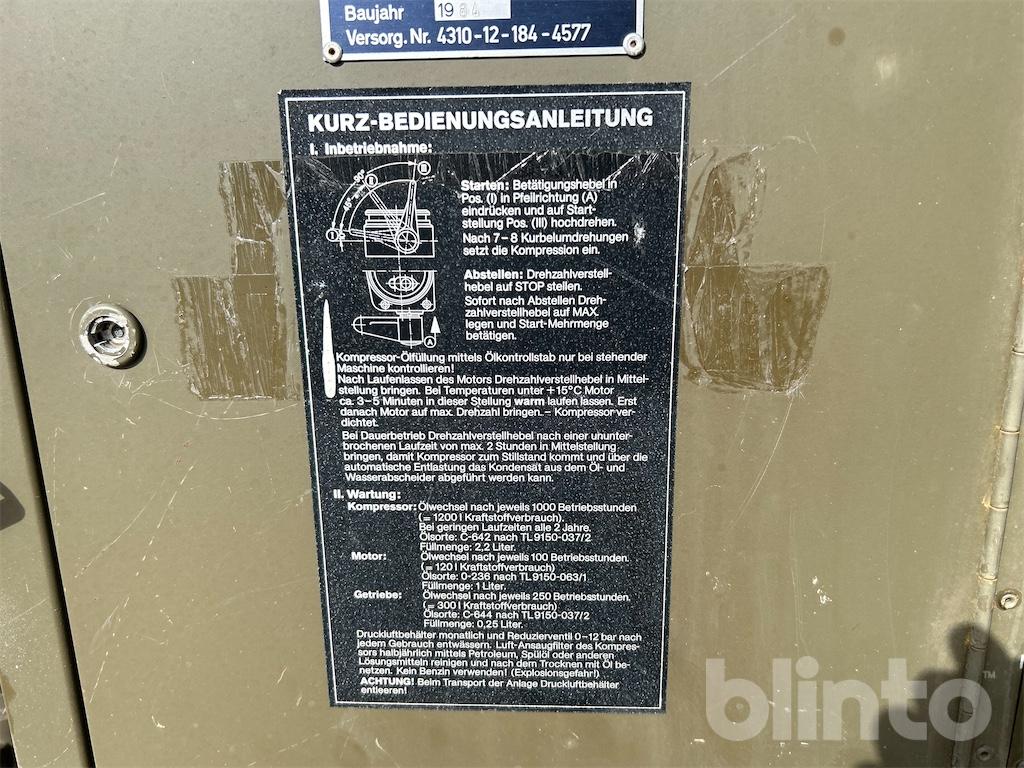 Baujahr 1984
Versorg. Nr. 4310-12-184-4577
KURZ-BEDIENUNGSANLEITUNG
I. Inbetriebnahme:
Starten: Betätigungshebel in
Pos. (I) in Pfeilrichtung (A)
eindrücken und auf Start-
stellung Pos. (III) hochdrehen.
Nach 7-8 Kurbelumdrehungen
setzt die Kompression ein.
Abstellen: Drehzahlverstell-
hebel auf STOP stellen.
Sofort nach Abstellen Dreh-
zahlverstellhebel auf MAX.
legen und Start-Mehrmenge
betätigen.
Kompressor-Ölfüllung mittels Ölkontrollstab nur bei stehender
Maschine kontrollieren!
Nach Laufenlassen des Motors Drehzahlverstellhebel in Mittel-
stellung bringen. Bei Temperaturen unter +15°C Motor
ca. 3-5 Minuten in dieser Stellung warm laufen lassen. Erst
danach Motor auf max. Drehzahl bringen. – Kompressor ver-
dichtet.
Bei Dauerbetrieb Drehzahlverstellhebel nach einer ununter-
brochenen Laufzeit von max. 2 Stunden in Mittelstellung
bringen, damit Kompressor zum Stillstand kommt und über die
automatische Entlastung das Kondensät aus dem Öl- und
Wasserabscheider abgeführt werden kann.
II. Wartung:
Kompressor: Ölwechsel nach jeweils 1000 Betriebsstunden
(= 1200 l Kraftstoffverbrauch).
Bei geringen Laufzeiten alle 2 Jahre.
Ölsorte: C-642 nach TL 9150-037/2
Füllmenge: 2,2 Liter.
Motor: Ölwechsel nach jeweils 100 Betriebsstunden.
(= 120 l Kraftstoffverbrauch)
Ölsorte: 0-236 nach TL 9150-063/1
Füllmenge: 1 Liter.
Getriebe: Ölwechsel nach jeweils 250 Betriebsstunden.
(= 300 l Kraftstoffverbrauch)
Ölsorte: C-644 nach TL 9150-037/2
Füllmenge: 0,25 Liter.
Druckluftbehälter monatlich und Reduzierventil 0-12 bar nach
jedem Gebrauch entwässern. Luft-Ansaugfilter des Kompres-
sors halbjährlich mittels Petroleum, Spülöl oder anderen
Lösungsmitteln reinigen und nach dem Trocknen mit Öl be-
netzen. Kein Benzin verwenden! (Explosionsgefahr!)
ACHTUNG! Beim Transport der Anlage Druckluftbehälter
entleeren!
blinto™